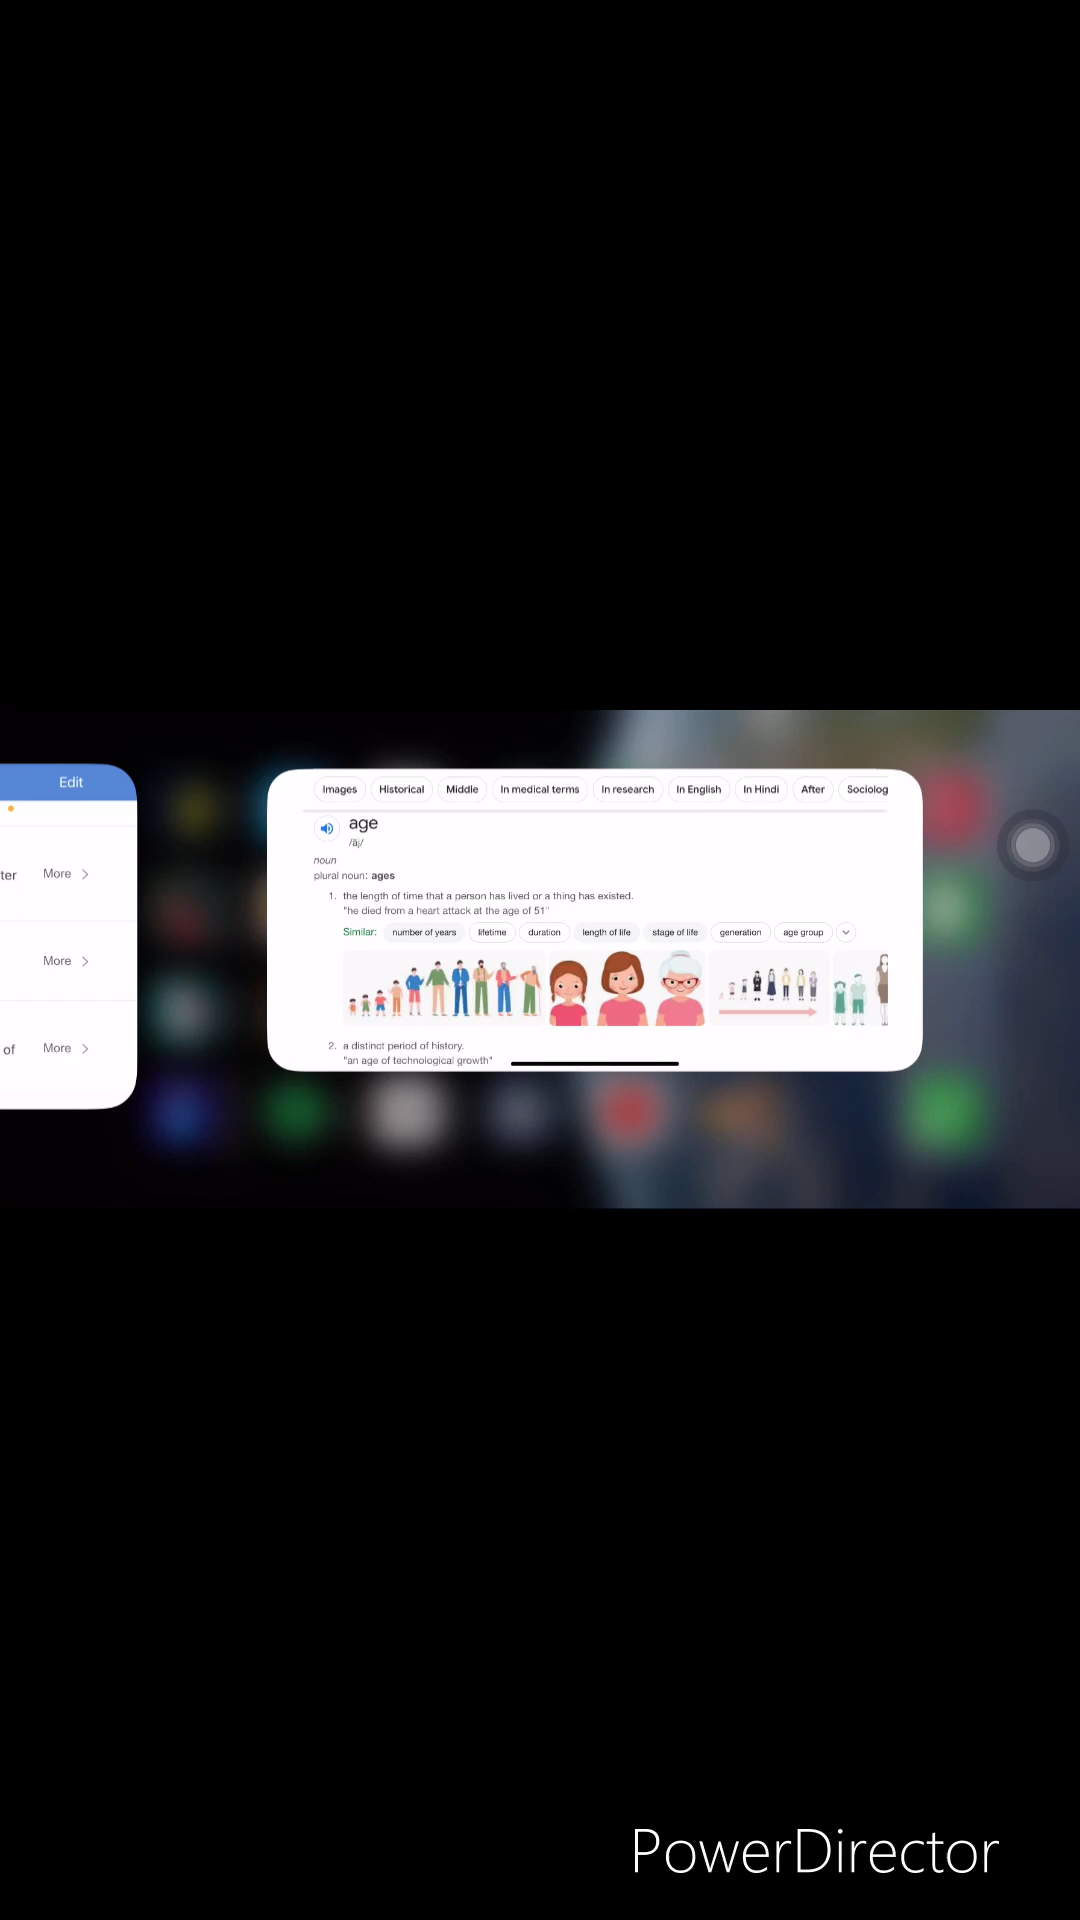 Edit
ter More
More
of More
Images Historical Middle In medical terms In research In English In Hindi After Sociolog
age
/āj/
noun
plural noun: ages
1. the length of time that a person has lived or a thing has existed.
"he died from a heart attack at the age of 51"
Similar: number of years lifetime duration length of life stage of life generation age group
2. a distinct period of history.
"an age of technological growth"
PowerDirector